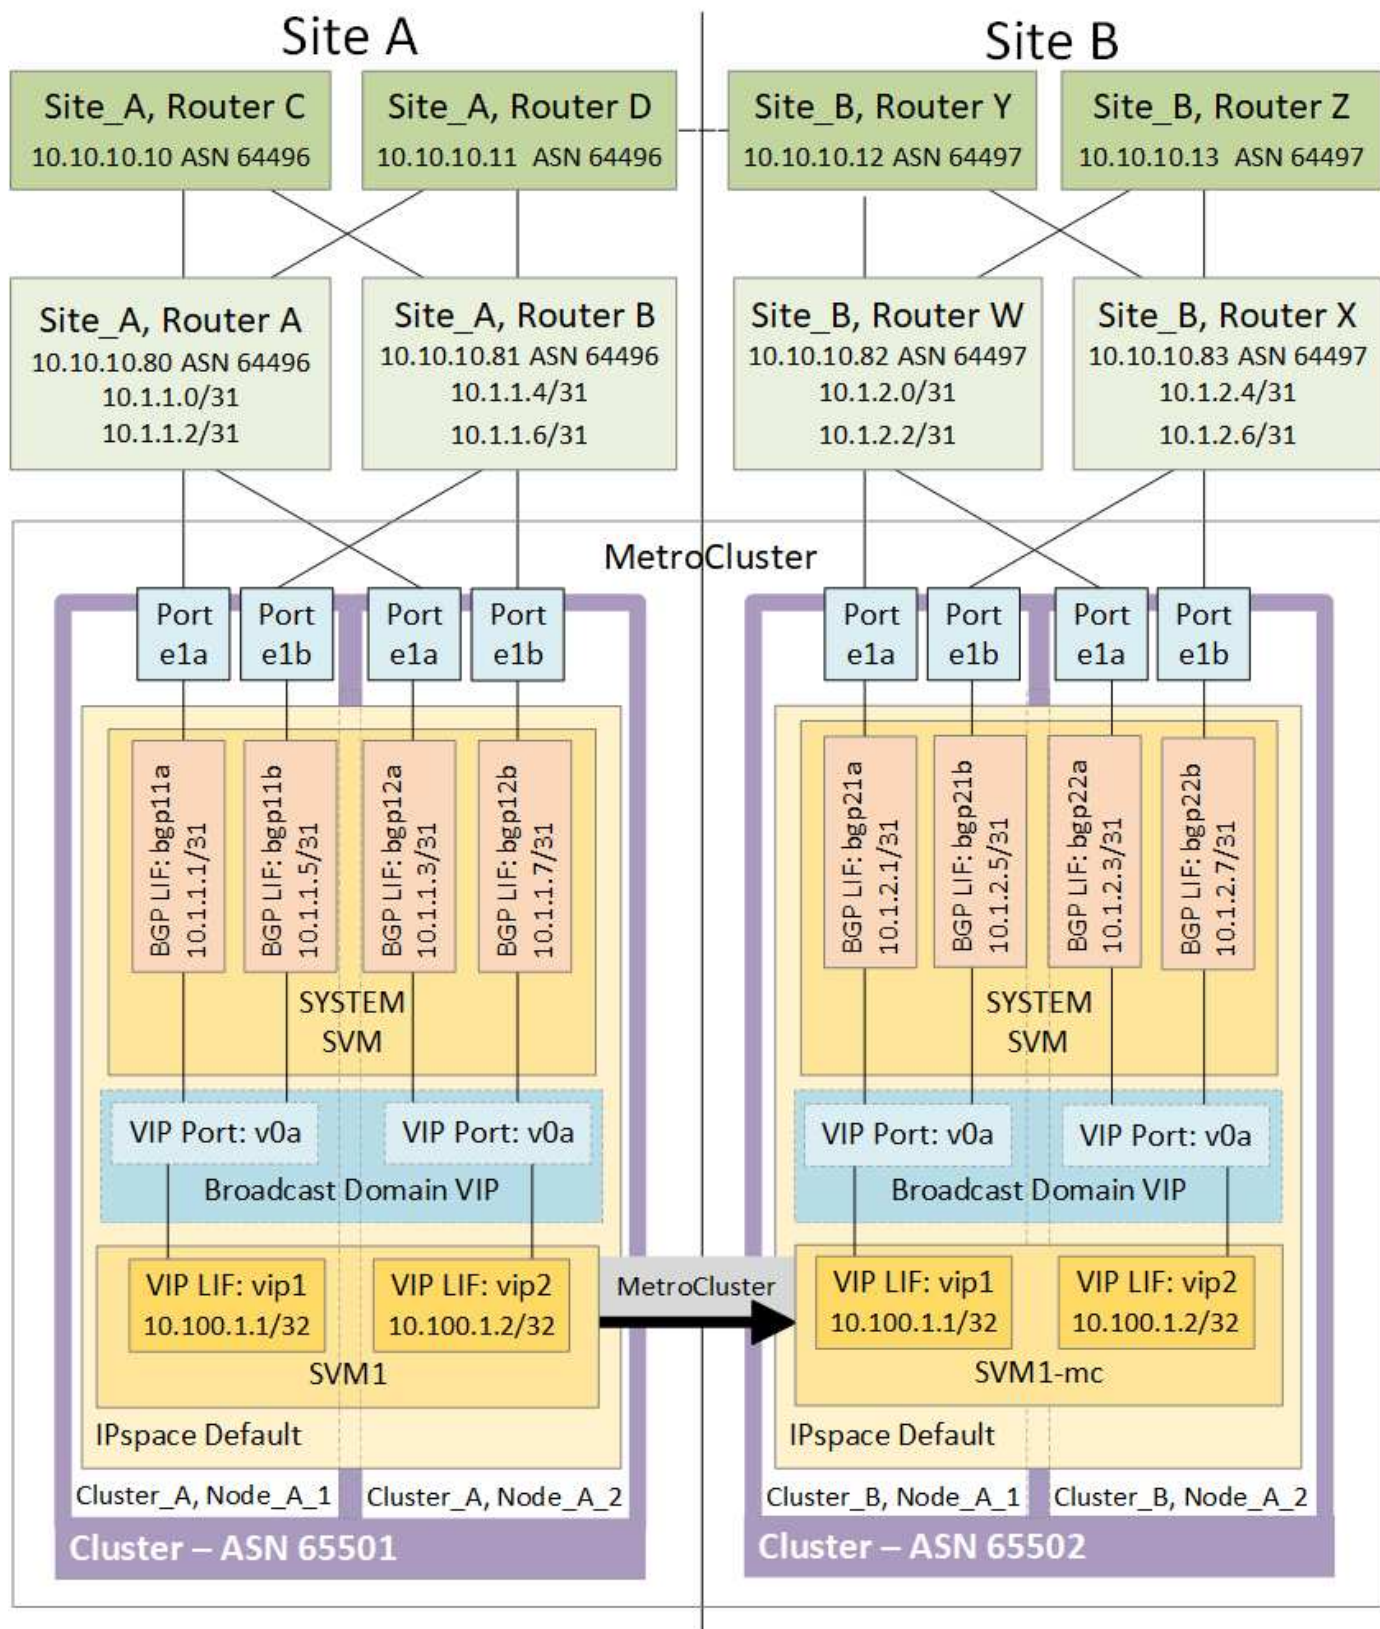 Site A
Site B
Site_A, Router C
10.10.10.10 ASN 64496
Site_A, Router D
10.10.10.11 ASN 64496
Site_B, Router Y
10.10.10.12 ASN 64497
Site_B, Router Z
10.10.10.13 ASN 64497
Site_A, Router A
10.10.10.80 ASN 64496
10.1.1.0/31
10.1.1.2/31
Site_A, Router B
10.10.10.81 ASN 64496
10.1.1.4/31
10.1.1.6/31
Site_B, Router W
10.10.10.82 ASN 64497
10.1.2.0/31
10.1.2.2/31
Site_B, Router X
10.10.10.83 ASN 64497
10.1.2.4/31
10.1.2.6/31
MetroCluster
Port
e1a
Port
e1b
Port
e1a
Port
e1b
Port
e1a
Port
e1b
Port
e1a
Port
e1b
BGP LIF: bgp11a
10.1.1.1/31
BGP LIF: bgp11b
10.1.1.5/31
BGP LIF: bgp12a
10.1.1.3/31
BGP LIF: bgp12b
10.1.1.7/31
SYSTEM
SVM
BGP LIF: bgp21a
10.1.2.1/31
BGP LIF: bgp21b
10.1.2.5/31
BGP LIF: bgp22a
10.1.2.3/31
BGP LIF: bgp22b
10.1.2.7/31
SYSTEM
SVM
VIP Port: v0a
VIP Port: v0a
Broadcast Domain VIP
VIP Port: v0a
VIP Port: v0a
Broadcast Domain VIP
VIP LIF: vip1
10.100.1.1/32
VIP LIF: vip2
10.100.1.2/32
SVM1
MetroCluster
VIP LIF: vip1
10.100.1.1/32
VIP LIF: vip2
10.100.1.2/32
SVM1-mc
IPspace Default
IPspace Default
Cluster_A, Node_A_1
Cluster_A, Node_A_2
Cluster_B, Node_A_1
Cluster_B, Node_A_2
Cluster – ASN 65501
Cluster – ASN 65502